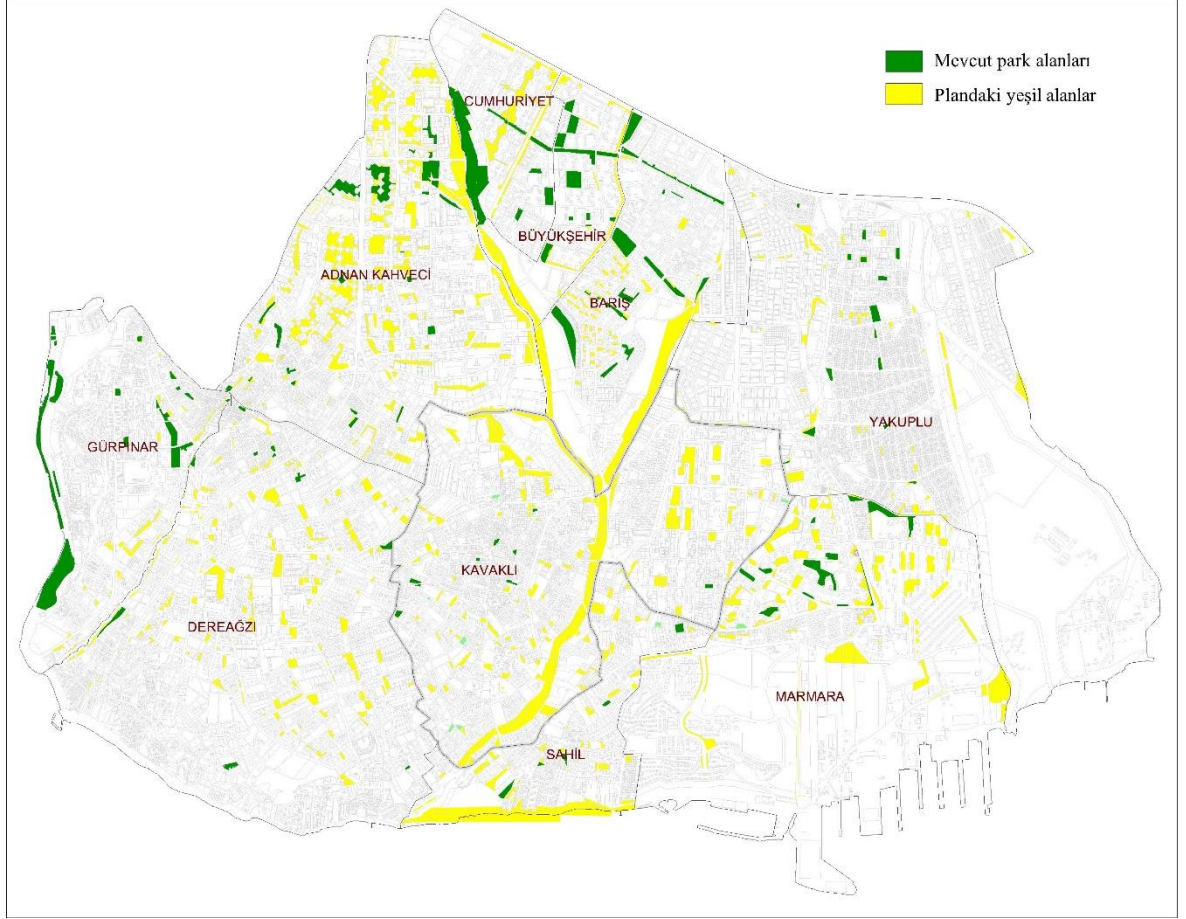 Mevcut park alanları
Plandaki yeşil alanlar
CUMHURİYET
BÜYÜKŞEHİR
ADNAN KAHVECİ
BARIŞ
YAKUPLU
GÜRPINAR
KAVAKLI
DEREAĞZI
MARMARA
SAHİL